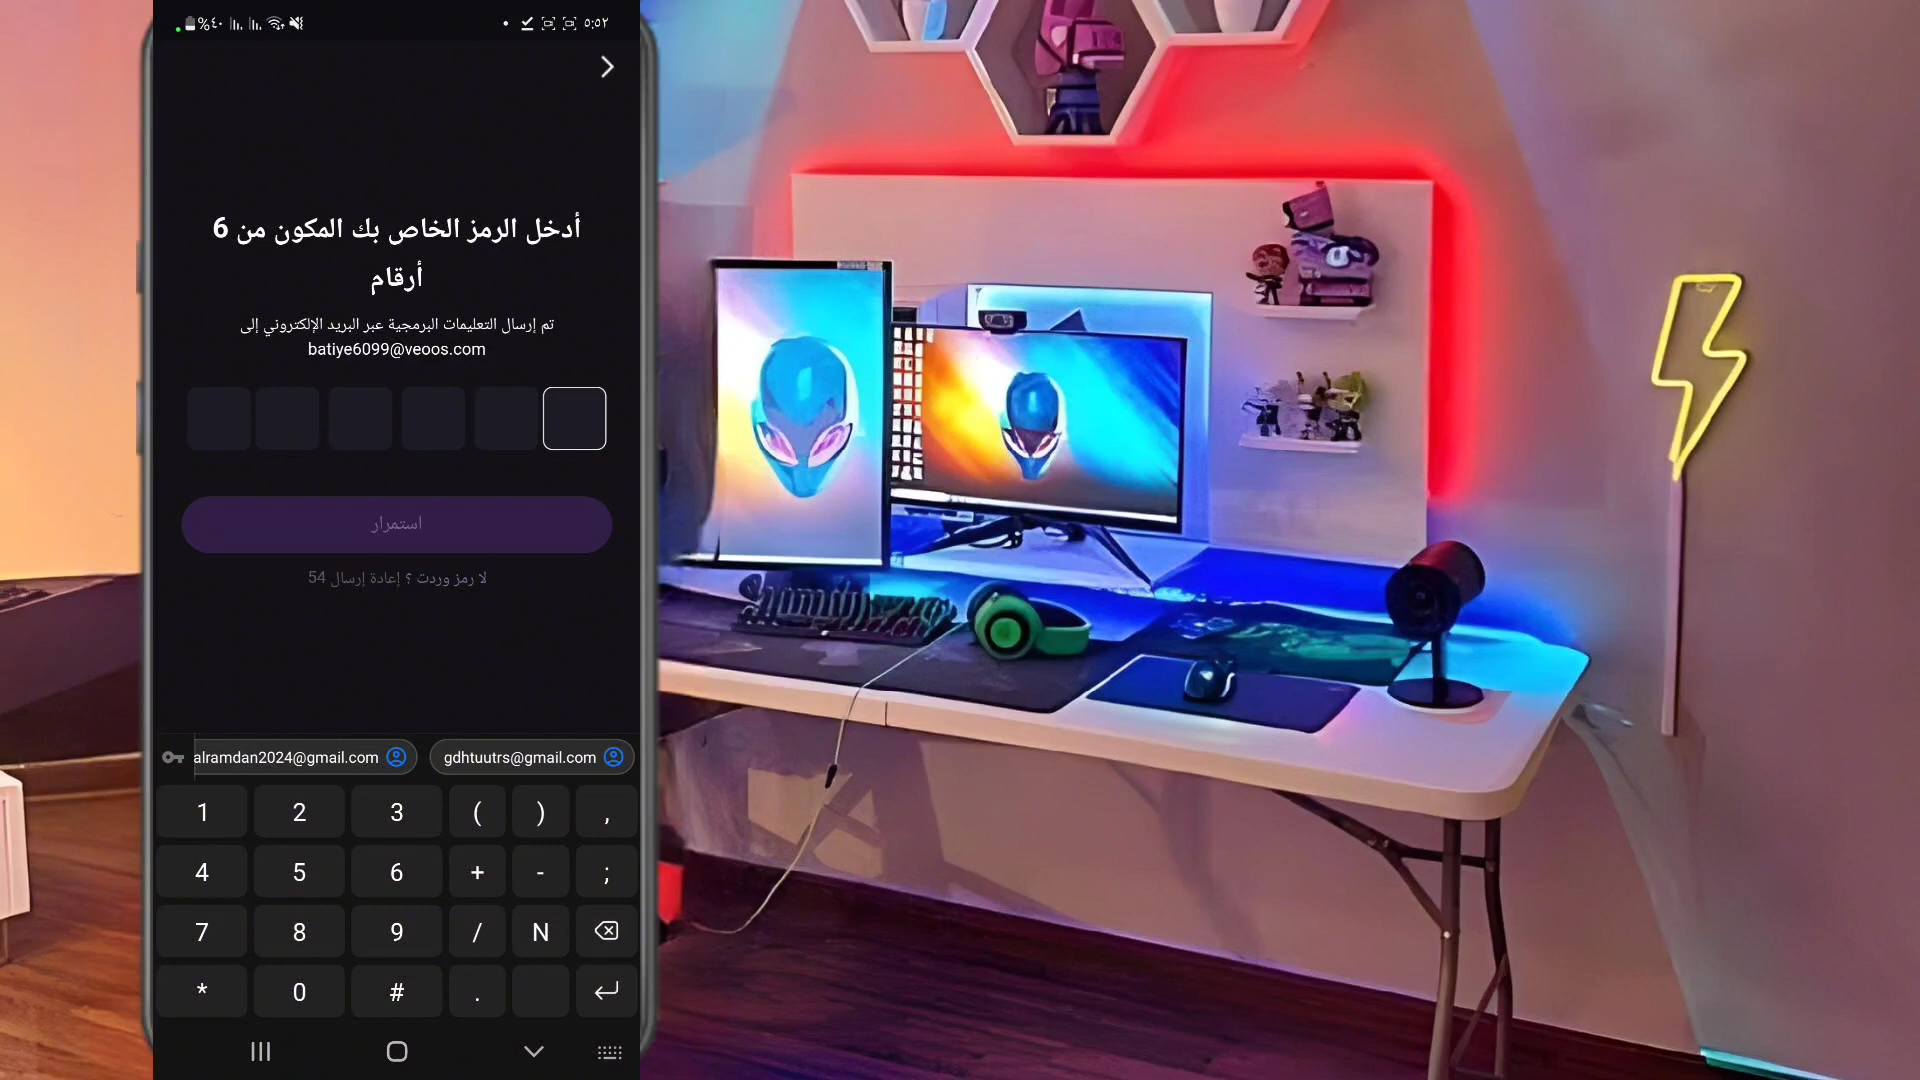 %٤٠
٥:٥٢
أدخل الرمز الخاص بك المكون من 6
أرقام
تم إرسال التعليمات البرمجية عبر البريد الإلكتروني إلى
batiye6099@veoos.com
استمرار
لا رمز وردت ؟ إعادة إرسال 54
alramdan2024@gmail.com
gdhtuutrs@gmail.com
1 2 3 ( ) ,
4 5 6 + - ;
7 8 9 / N
* 0 # .